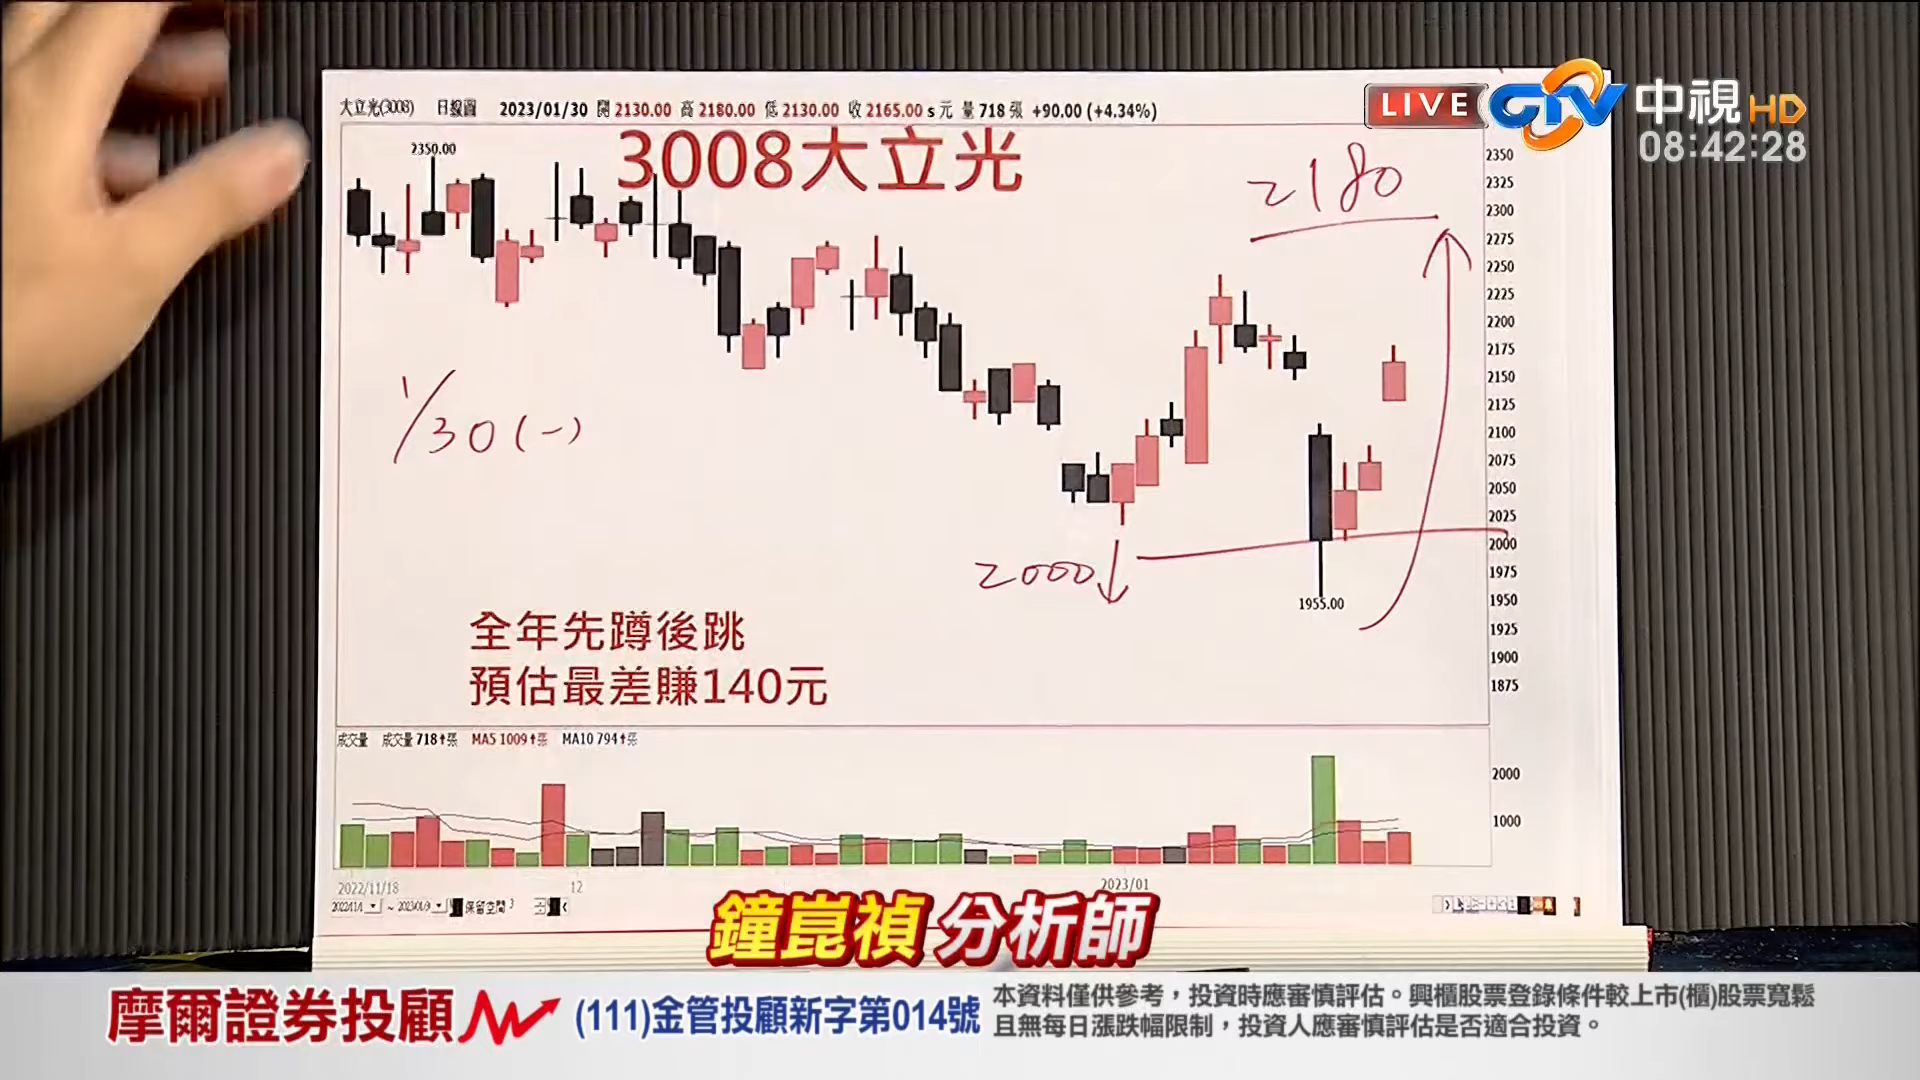 大立光(3008) 日線圖 2023/01/30 開 2130.00 高 2180.00 低 2130.00 收 2165.00 s 元 量 718 張 +90.00 (+4.34%)
LIVE CTV 中視 HD
08:42:28
3008大立光
2350.00
2180
2350
2325
2300
2275
2250
2225
2200
2175
2150
2125
2100
2075
2050
2025
2000
1975
1950
1925
1900
1875
1/30(一)
2000↓
1955.00
全年先蹲後跳
預估最差賺140元
成交量 成交量 718↑張 MA5 1009↑張 MA10 794↑張
2000
1000
2022/11/18 12 2023/01
保留空間 3
鐘崑禎 分析師
摩爾證券投顧 (111)金管投顧新字第014號
本資料僅供參考，投資時應審慎評估。興櫃股票登錄條件較上市(櫃)股票寬鬆
且無每日漲跌幅限制，投資人應審慎評估是否適合投資。